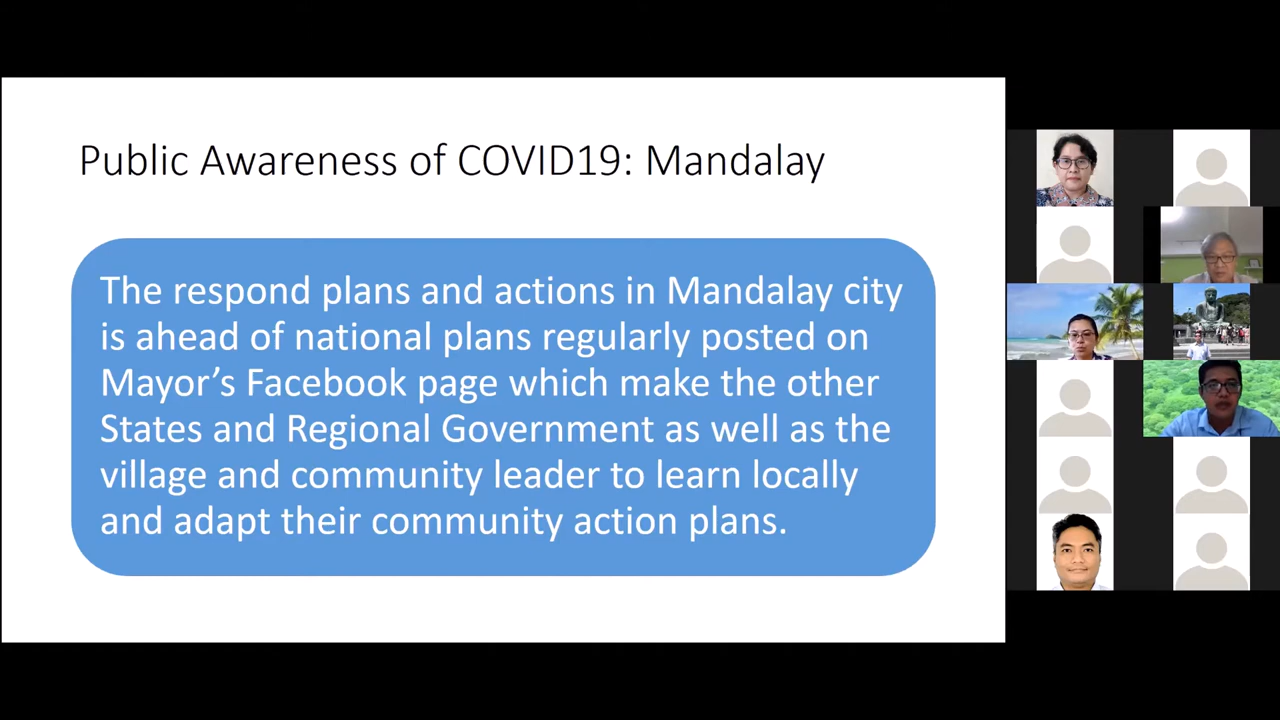 Public Awareness of COVID19: Mandalay
The respond plans and actions in Mandalay city
is ahead of national plans regularly posted on
Mayor’s Facebook page which make the other
States and Regional Government as well as the
village and community leader to learn locally
and adapt their community action plans.